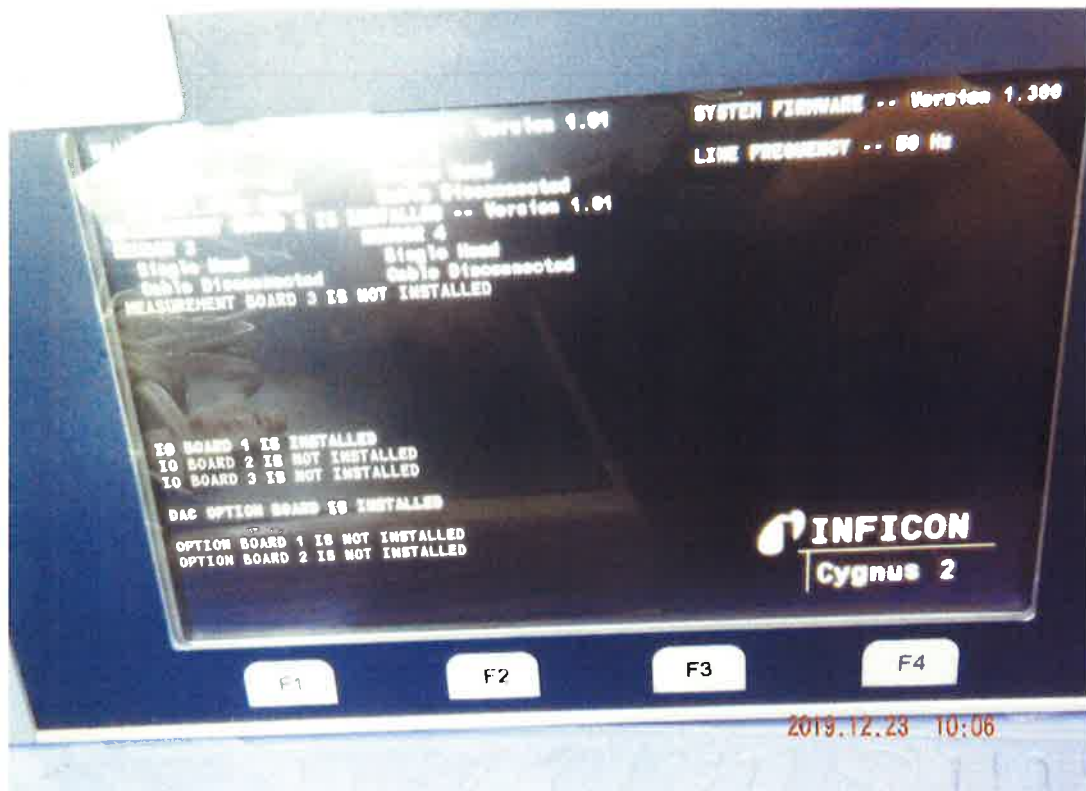 Version 1.01
SYSTEM FIRMWARE -- Version 1.300
LINE FREQUENCY --
Head
Cable Disconnected
BOARD IS INSTALLED -- Version 1.01
SENSOR 3 SENSOR 4
Single Head Single Head
Cable Disconnected Cable Disconnected
MEASUREMENT BOARD 3 IS NOT INSTALLED
IO BOARD 1 IS INSTALLED
IO BOARD 2 IS NOT INSTALLED
IO BOARD 3 IS NOT INSTALLED
DAC OPTION BOARD IS INSTALLED
OPTION BOARD 1 IS NOT INSTALLED
OPTION BOARD 2 IS NOT INSTALLED
INFICON
Cygnus 2
F1 F2 F3 F4
2019.12.23 10:06